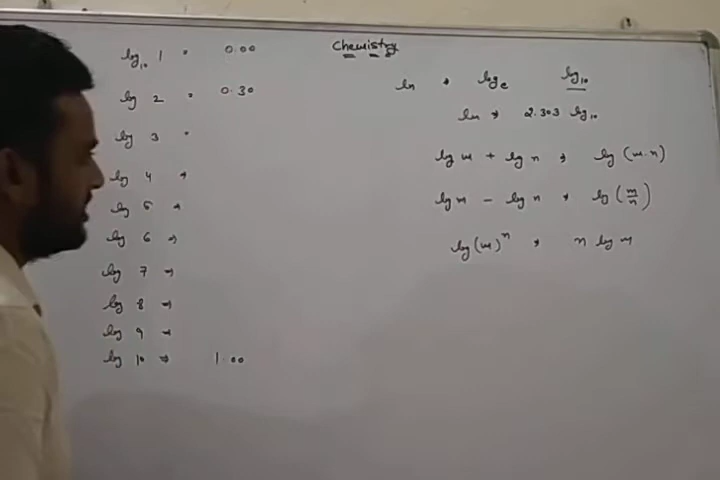 Chemistry
log₁₀ 1 = 0.00
log 2 = 0.30
log 3 =
log 4 ⇒
log 5 ⇒
log 6 ⇒
log 7 ⇒
log 8 ⇒
log 9 ⇒
log 10 ⇒ 1.00
ln ⇒ logₑ log₁₀
ln ⇒ 2.303 log₁₀
log m + log n ⇒ log (m.n)
log m - log n ⇒ log (m/n)
log (m)ⁿ ⇒ n log m